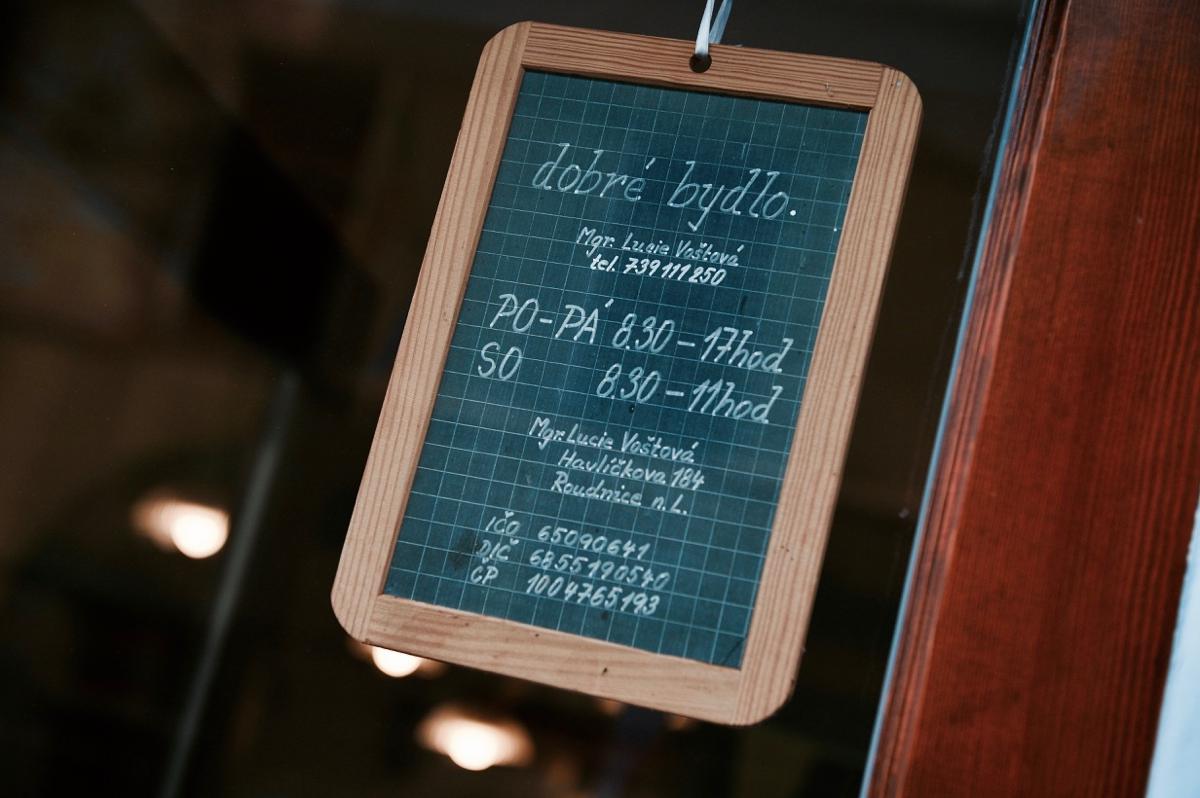 dobré bydlo.
Mgr. Lucie Voštová
tel. 739 111 250
PO-PÁ 8.30 - 17hod
SO 8.30 - 11hod
Mgr. Lucie Voštová
Havlíčkova 184
Roudnice n.L.
IČO 65090641
DIČ 6855190540
ČP 1004765193